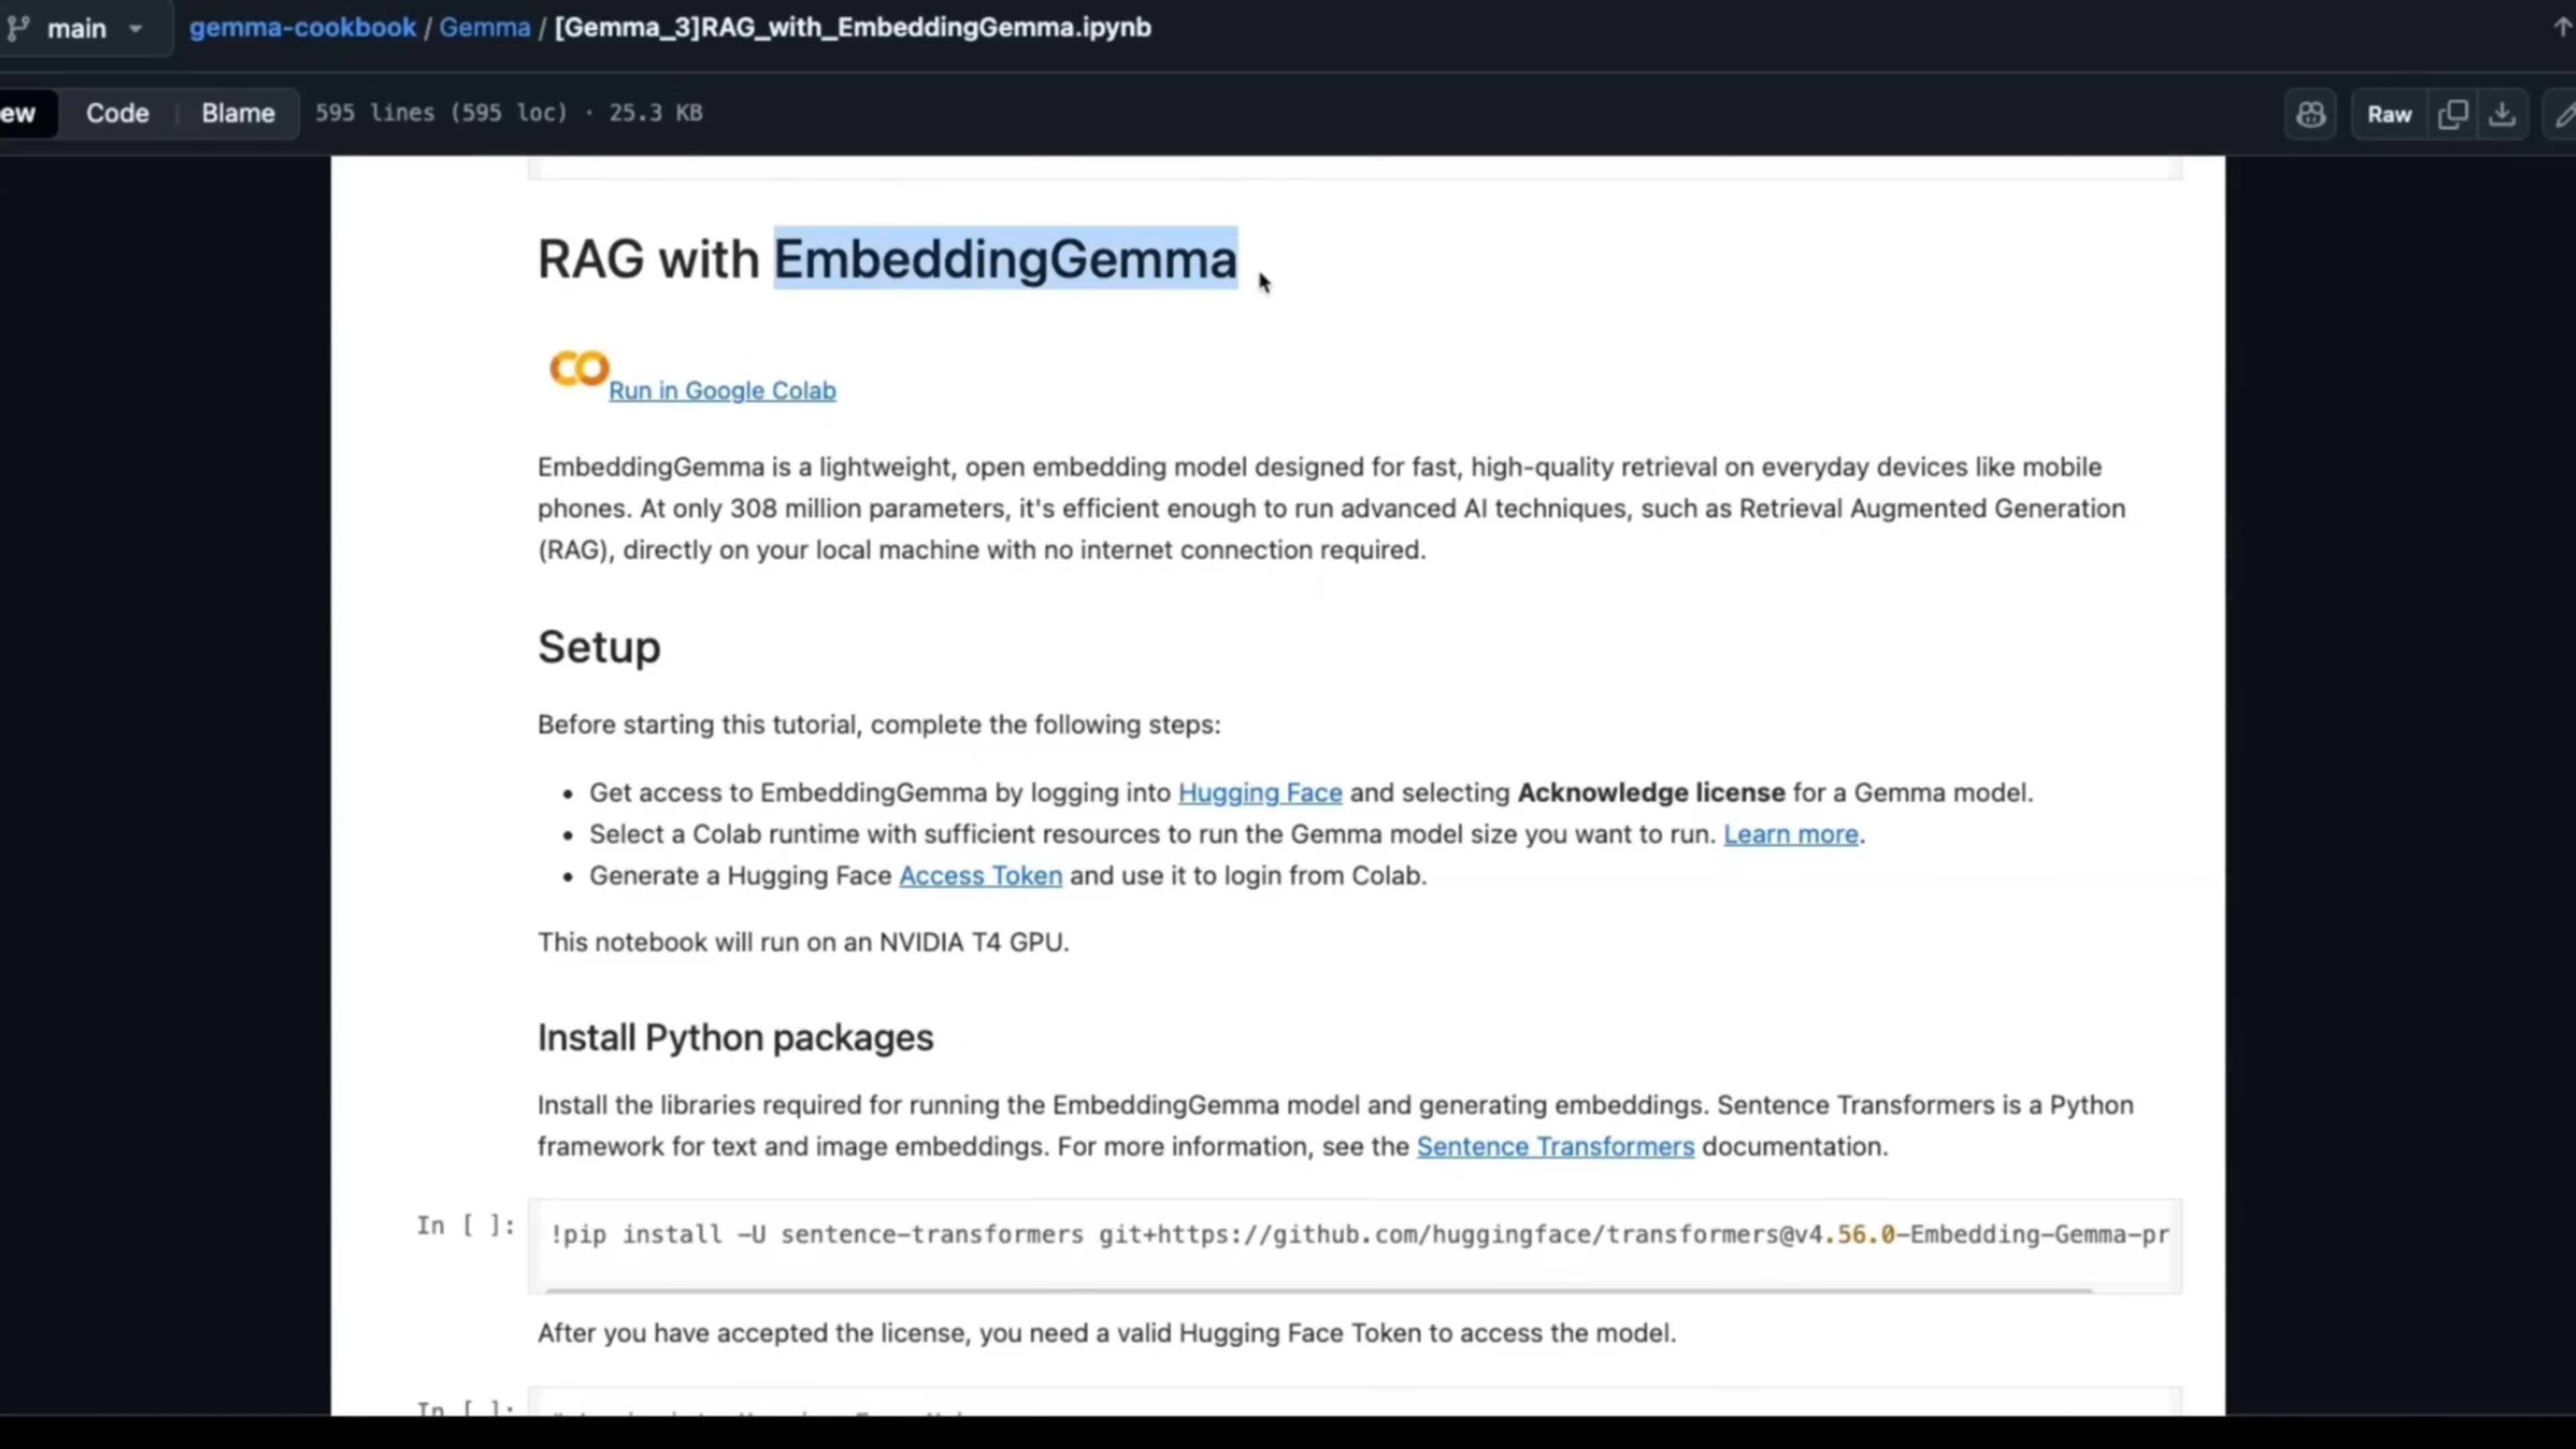 main
gemma-cookbook / Gemma / [Gemma_3]RAG_with_EmbeddingGemma.ipynb
Code
Blame
595 lines (595 loc) · 25.3 KB
Raw
RAG with EmbeddingGemma
Run in Google Colab
EmbeddingGemma is a lightweight, open embedding model designed for fast, high-quality retrieval on everyday devices like mobile
phones. At only 308 million parameters, it's efficient enough to run advanced AI techniques, such as Retrieval Augmented Generation
(RAG), directly on your local machine with no internet connection required.
Setup
Before starting this tutorial, complete the following steps:
• Get access to EmbeddingGemma by logging into Hugging Face and selecting Acknowledge license for a Gemma model.
• Select a Colab runtime with sufficient resources to run the Gemma model size you want to run. Learn more.
• Generate a Hugging Face Access Token and use it to login from Colab.
This notebook will run on an NVIDIA T4 GPU.
Install Python packages
Install the libraries required for running the EmbeddingGemma model and generating embeddings. Sentence Transformers is a Python
framework for text and image embeddings. For more information, see the Sentence Transformers documentation.
In [ ]: !pip install -U sentence-transformers git+https://github.com/huggingface/transformers@v4.56.0-Embedding-Gemma-pr
After you have accepted the license, you need a valid Hugging Face Token to access the model.
In [ ]: